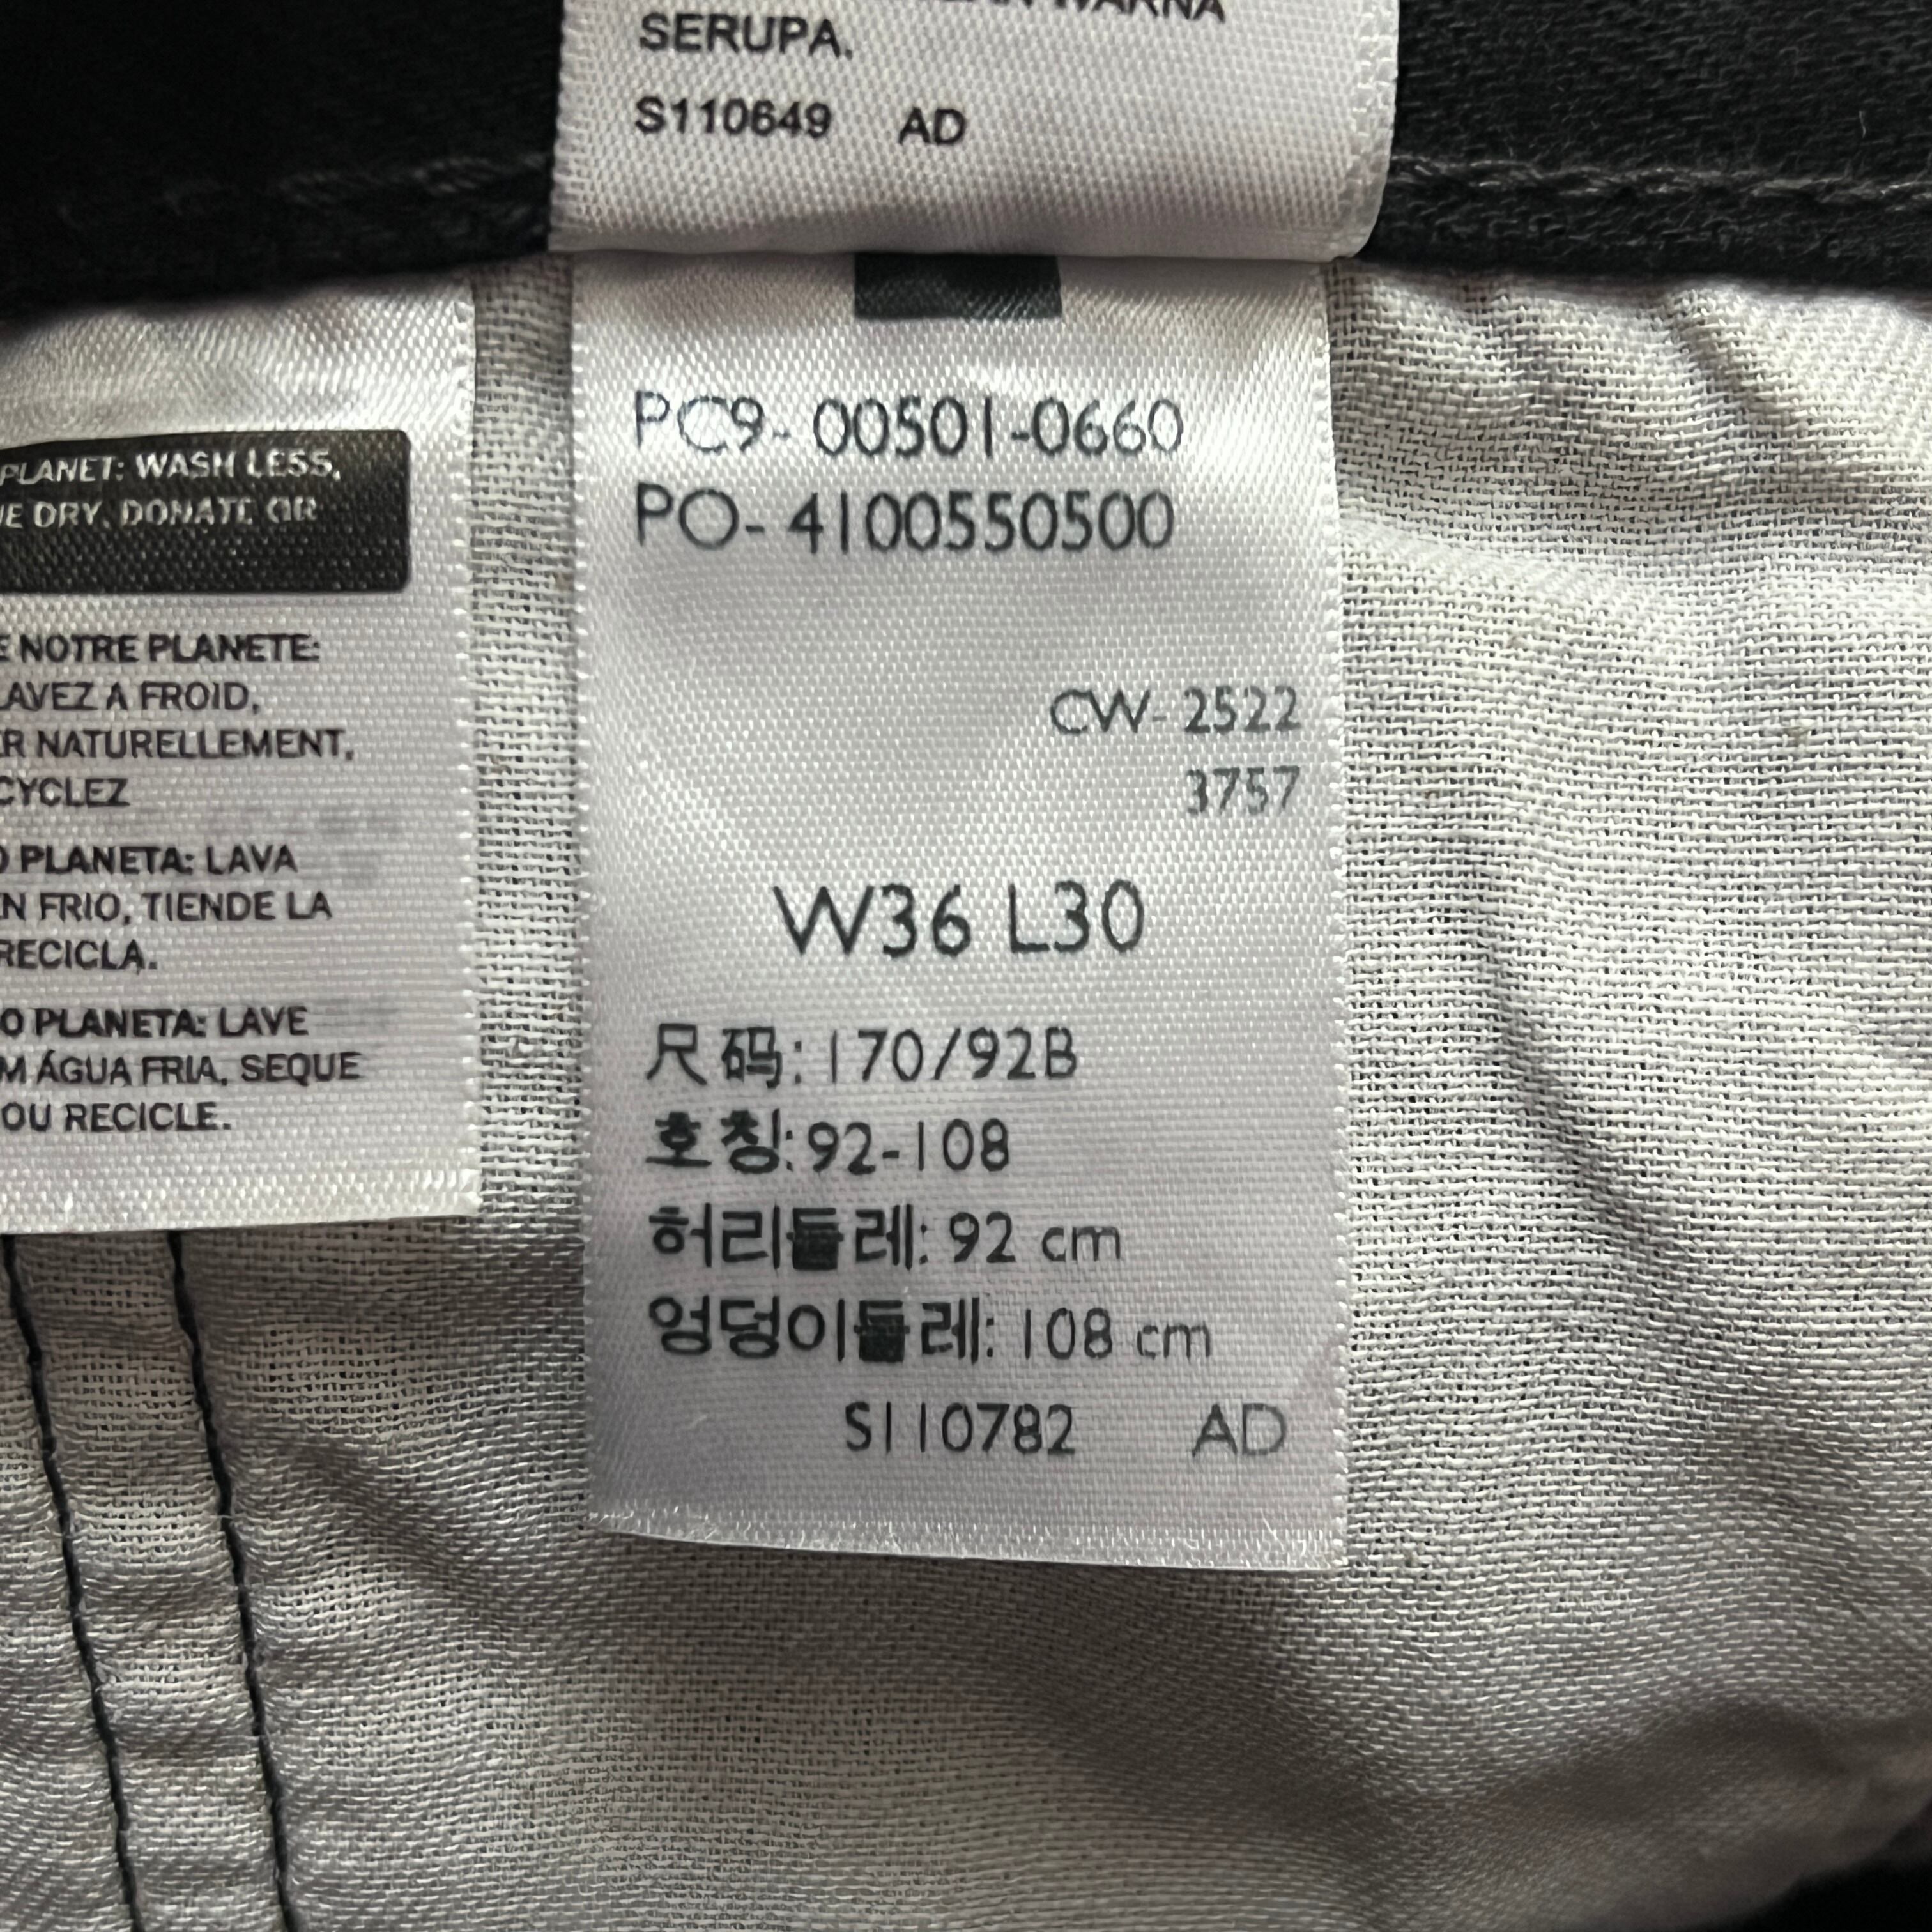 SERUPA.
S110649 AD
PLANET: WASH LESS,
DRY, DONATE OR
NOTRE PLANETE:
LAVEZ A FROID,
NATURELLEMENT,
PLANETA: LAVA
EN FRIO, TIENDE LA
RECICLA.
PLANETA: LAVE
ÁGUA FRIA, SEQUE
OU RECICLE.
PC9- 00501-0660
PO- 4100550500
CW- 2522
3757
W36 L30
尺码: 170/92B
호칭: 92-108
허리둘레: 92 cm
엉덩이둘레: 108 cm
S110782 AD